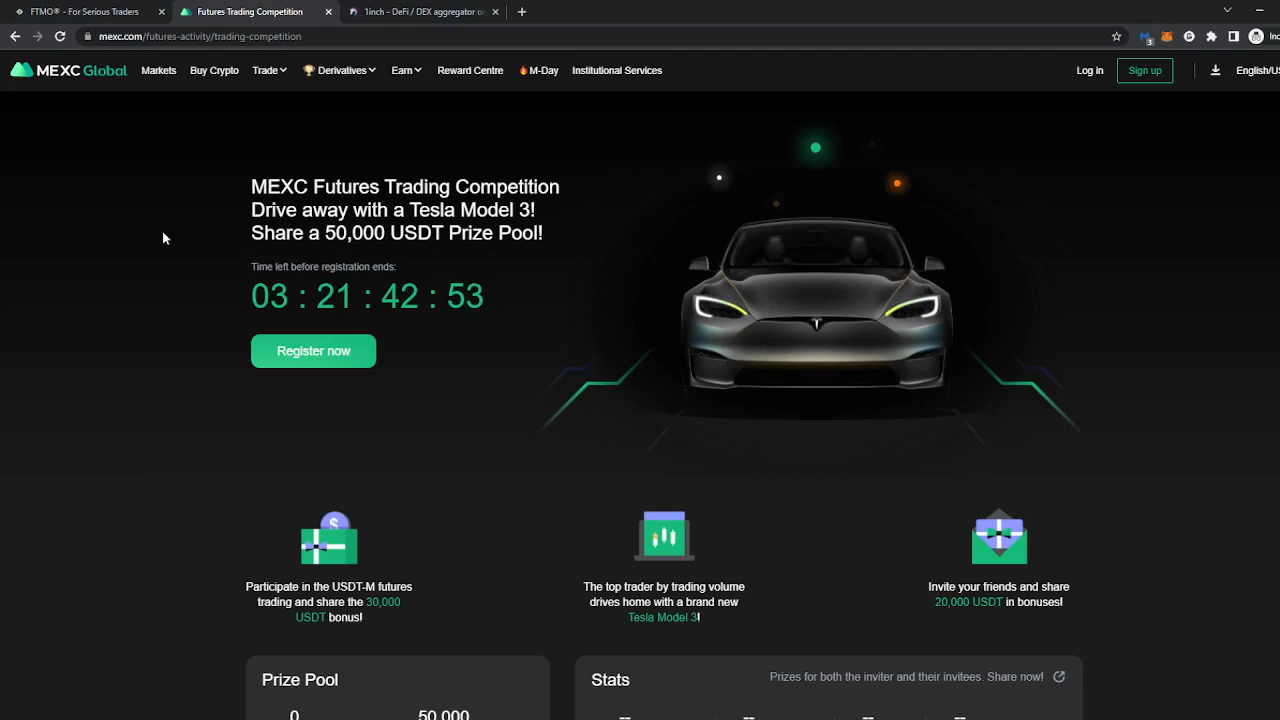 FTMO® - For Serious Traders
Futures Trading Competition
1inch - DeFi / DEX aggregator o
mexc.com/futures-activity/trading-competition
3
MEXC Global
Markets
Buy Crypto
Trade
Derivatives
Earn
Reward Centre
M-Day
Institutional Services
Log in
Sign up
English/US
MEXC Futures Trading Competition
Drive away with a Tesla Model 3!
Share a 50,000 USDT Prize Pool!
Time left before registration ends:
03 : 21 : 42 : 53
Register now
Participate in the USDT-M futures
trading and share the 30,000
USDT bonus!
The top trader by trading volume
drives home with a brand new
Tesla Model 3!
Invite your friends and share
20,000 USDT in bonuses!
Prize Pool
0
50,000
Stats
Prizes for both the inviter and their invitees. Share now!
--
--
--
--